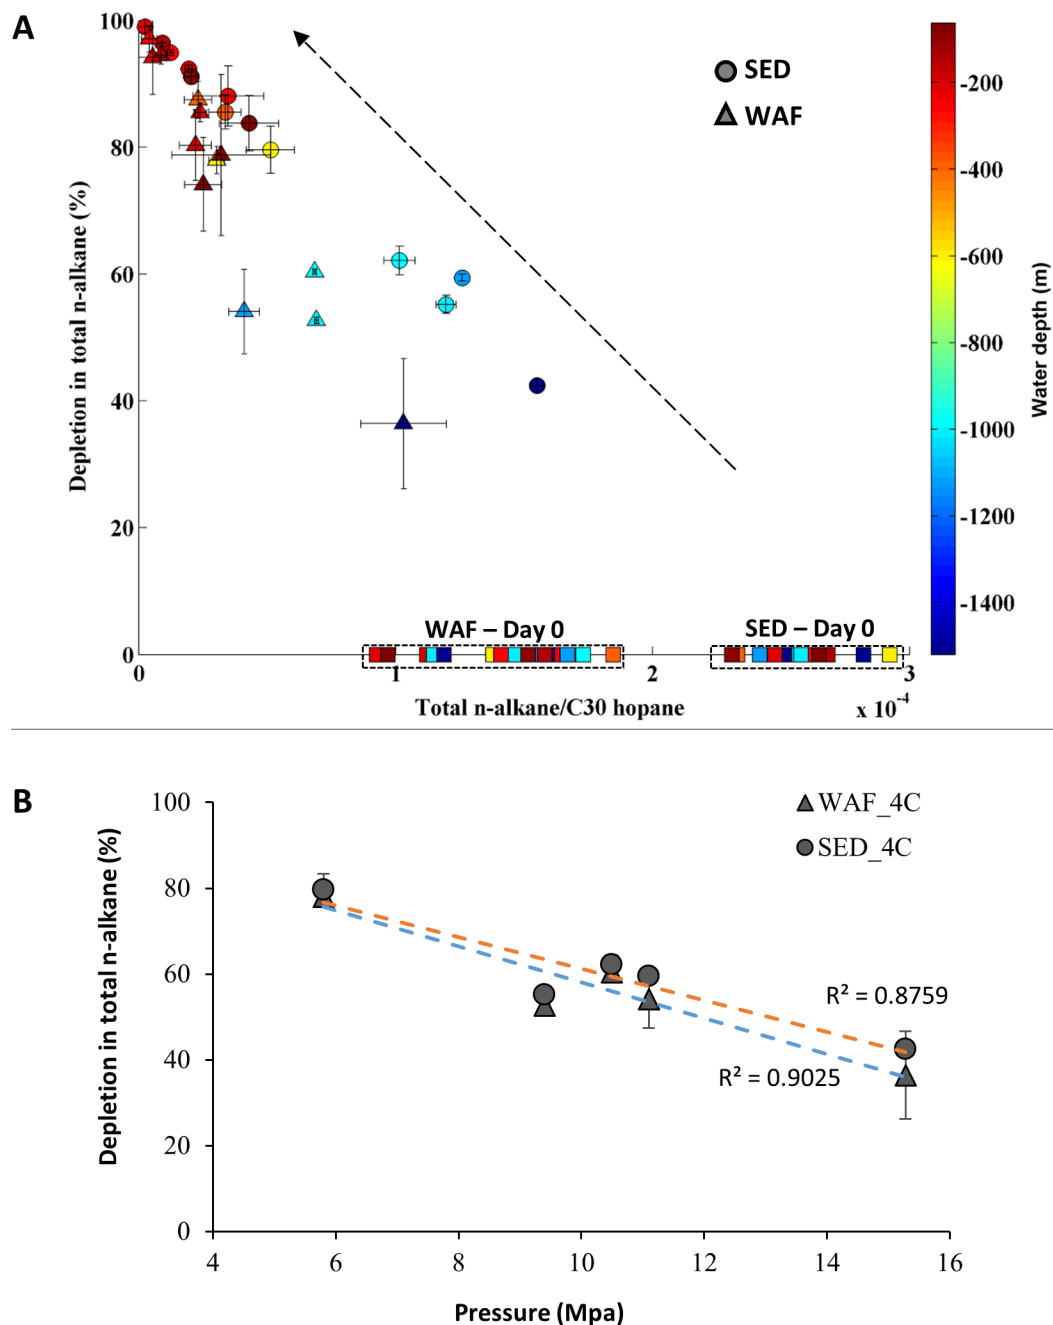 A
100
80
60
40
20
0
Depletion in total n-alkane (%)
SED
WAF
WAF – Day 0
SED – Day 0
0
1
2
3
x 10⁻⁴
Total n-alkane/C30 hopane
-200
-400
-600
-800
-1000
-1200
-1400
Water depth (m)
B
100
80
60
40
20
0
Depletion in total n-alkane (%)
WAF_4C
SED_4C
R² = 0.8759
R² = 0.9025
4
6
8
10
12
14
16
Pressure (Mpa)